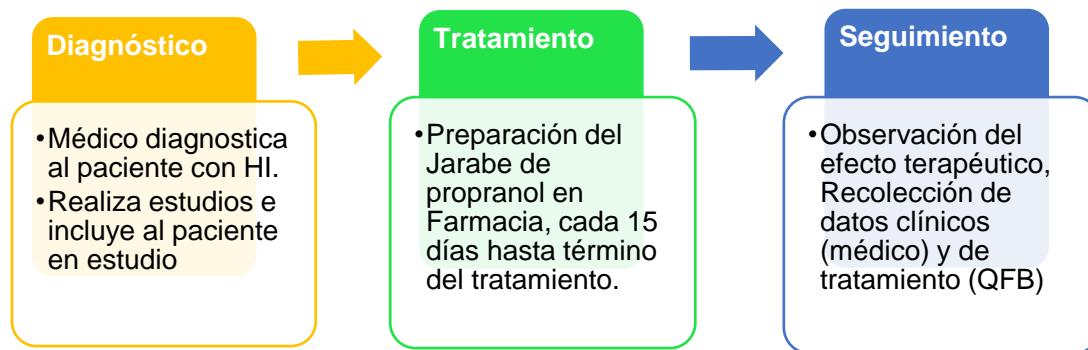 Diagnóstico
•Médico diagnostica
al paciente con HI.
•Realiza estudios e
incluye al paciente
en estudio
Tratamiento
•Preparación del
Jarabe de
propranol en
Farmacia, cada 15
días hasta término
del tratamiento.
Seguimiento
•Observación del
efecto terapéutico,
Recolección de
datos clínicos
(médico) y de
tratamiento (QFB)